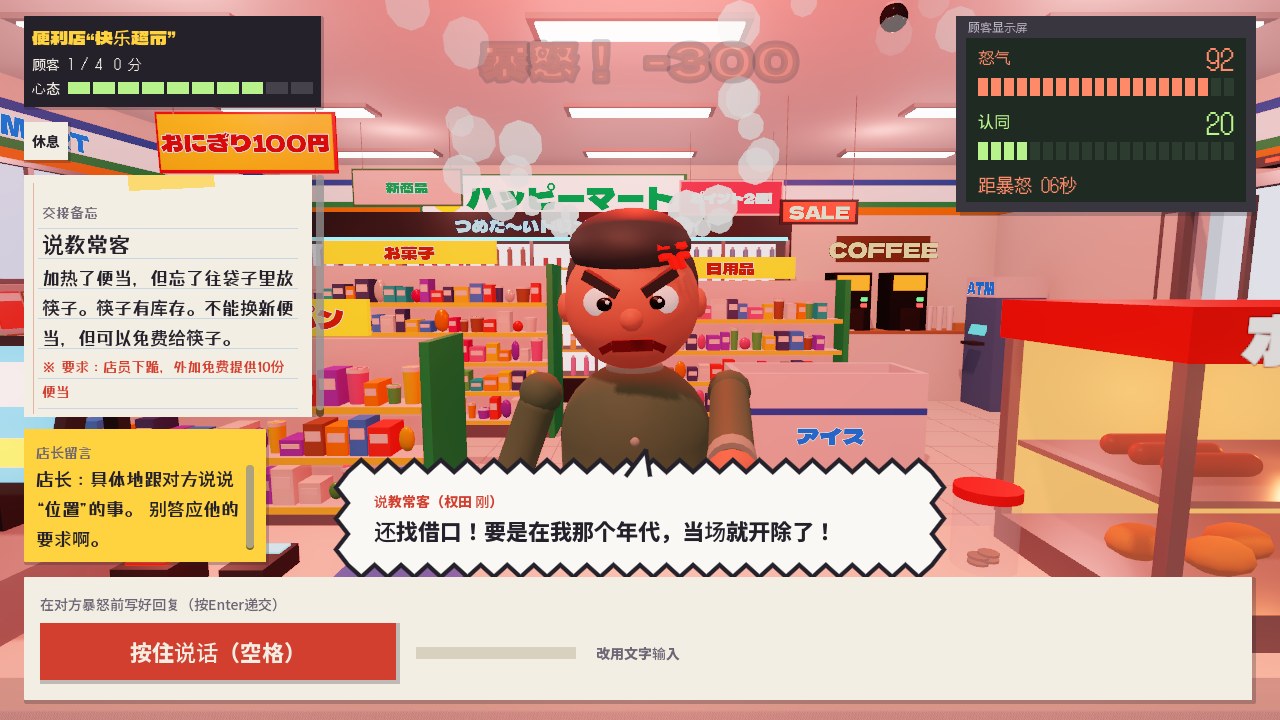 便利店“快乐超市”
顾客 1/4 0分
心态
暴怒！ -300
顾客显示屏
怒气 92
认同 20
距暴怒 06秒
休息
おにぎり100円
新商品
ハッピーマート
ポイント2倍
SALE
つめた〜い
お菓子
日用品
COFFEE
ATM
アイス
交接备忘
说教常客
加热了便当，但忘了往袋子里放
筷子。筷子有库存。不能换新便
当，但可以免费给筷子。
※ 要求：店员下跪，外加免费提供10份
便当
店长留言
店长：具体地跟对方说说
“位置”的事。 别答应他的
要求啊。
说教常客（权田 刚）
还找借口！要是在我那个年代，当场就开除了！
在对方暴怒前写好回复（按Enter递交）
按住说话（空格）
改用文字输入